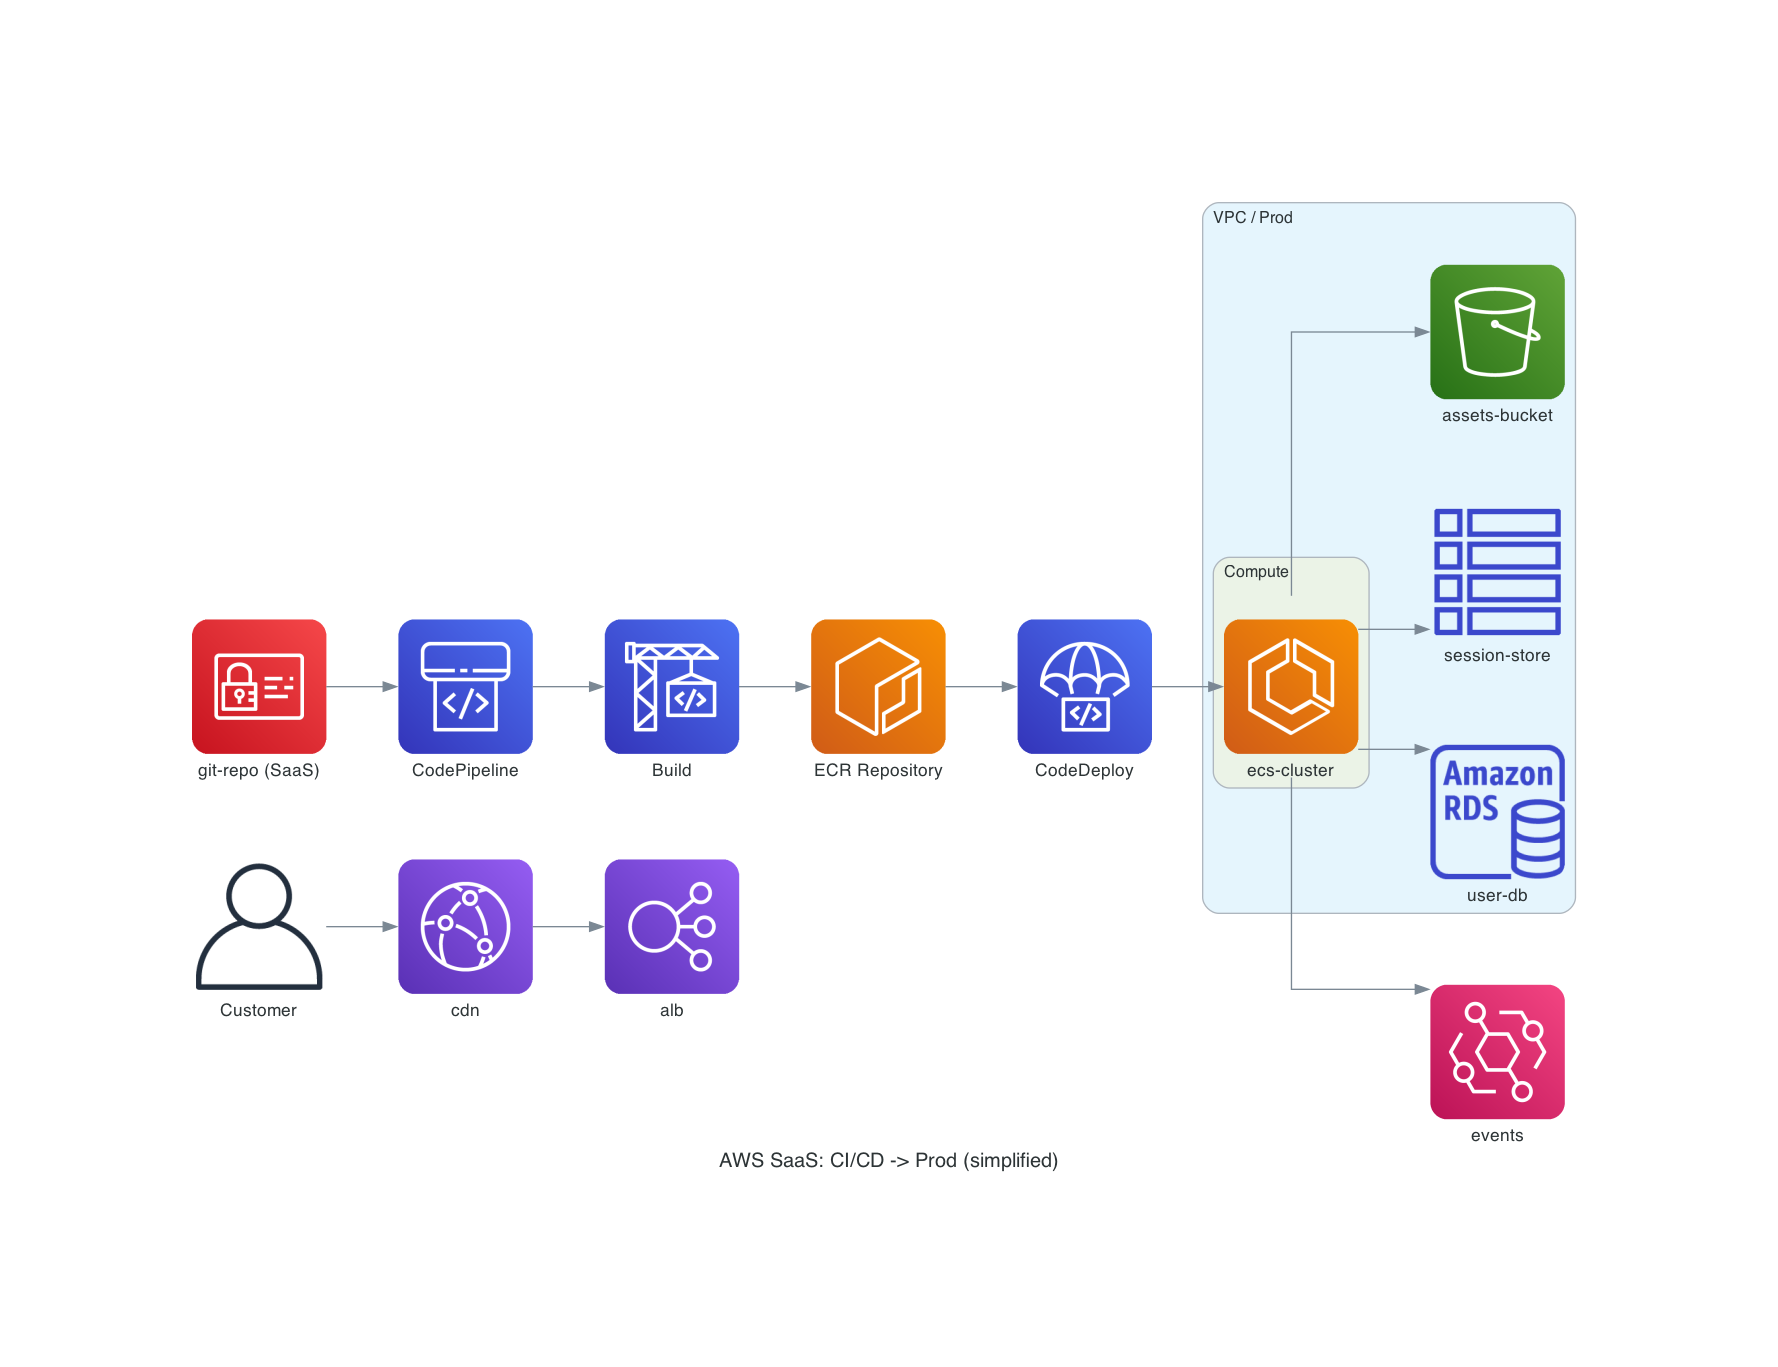 VPC / Prod
assets-bucket
Compute
session-store
git-repo (SaaS)
CodePipeline
Build
ECR Repository
CodeDeploy
ecs-cluster
Amazon
RDS
user-db
Customer
cdn
alb
events
AWS SaaS: CI/CD -> Prod (simplified)